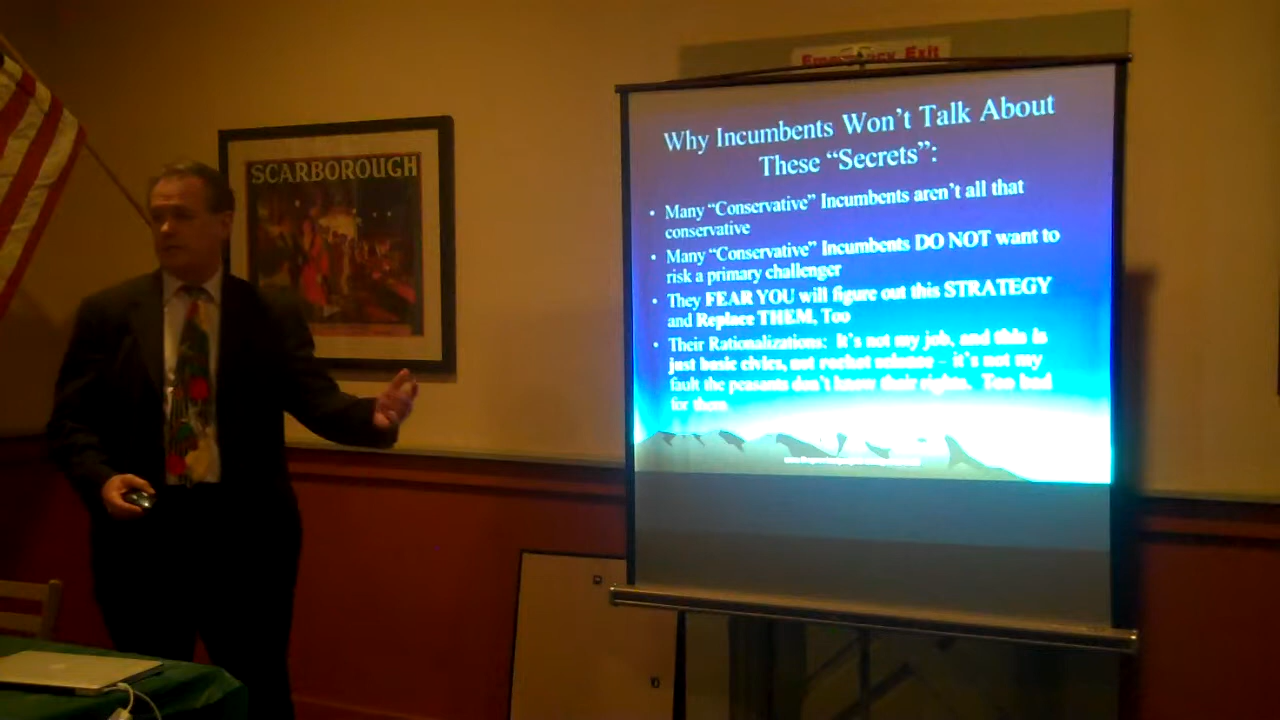 Emergency Exit
SCARBOROUGH
Why Incumbents Won't Talk About
These “Secrets”:
• Many “Conservative” Incumbents aren't all that
conservative
• Many “Conservative” Incumbents DO NOT want to
risk a primary challenger
• They FEAR YOU will figure out this STRATEGY
and Replace THEM, Too
• Their Rationalizations: It's not my job, and this is
just basic civics, not rocket science – it's not my
fault the peasants don't know their rights. Too bad
for them